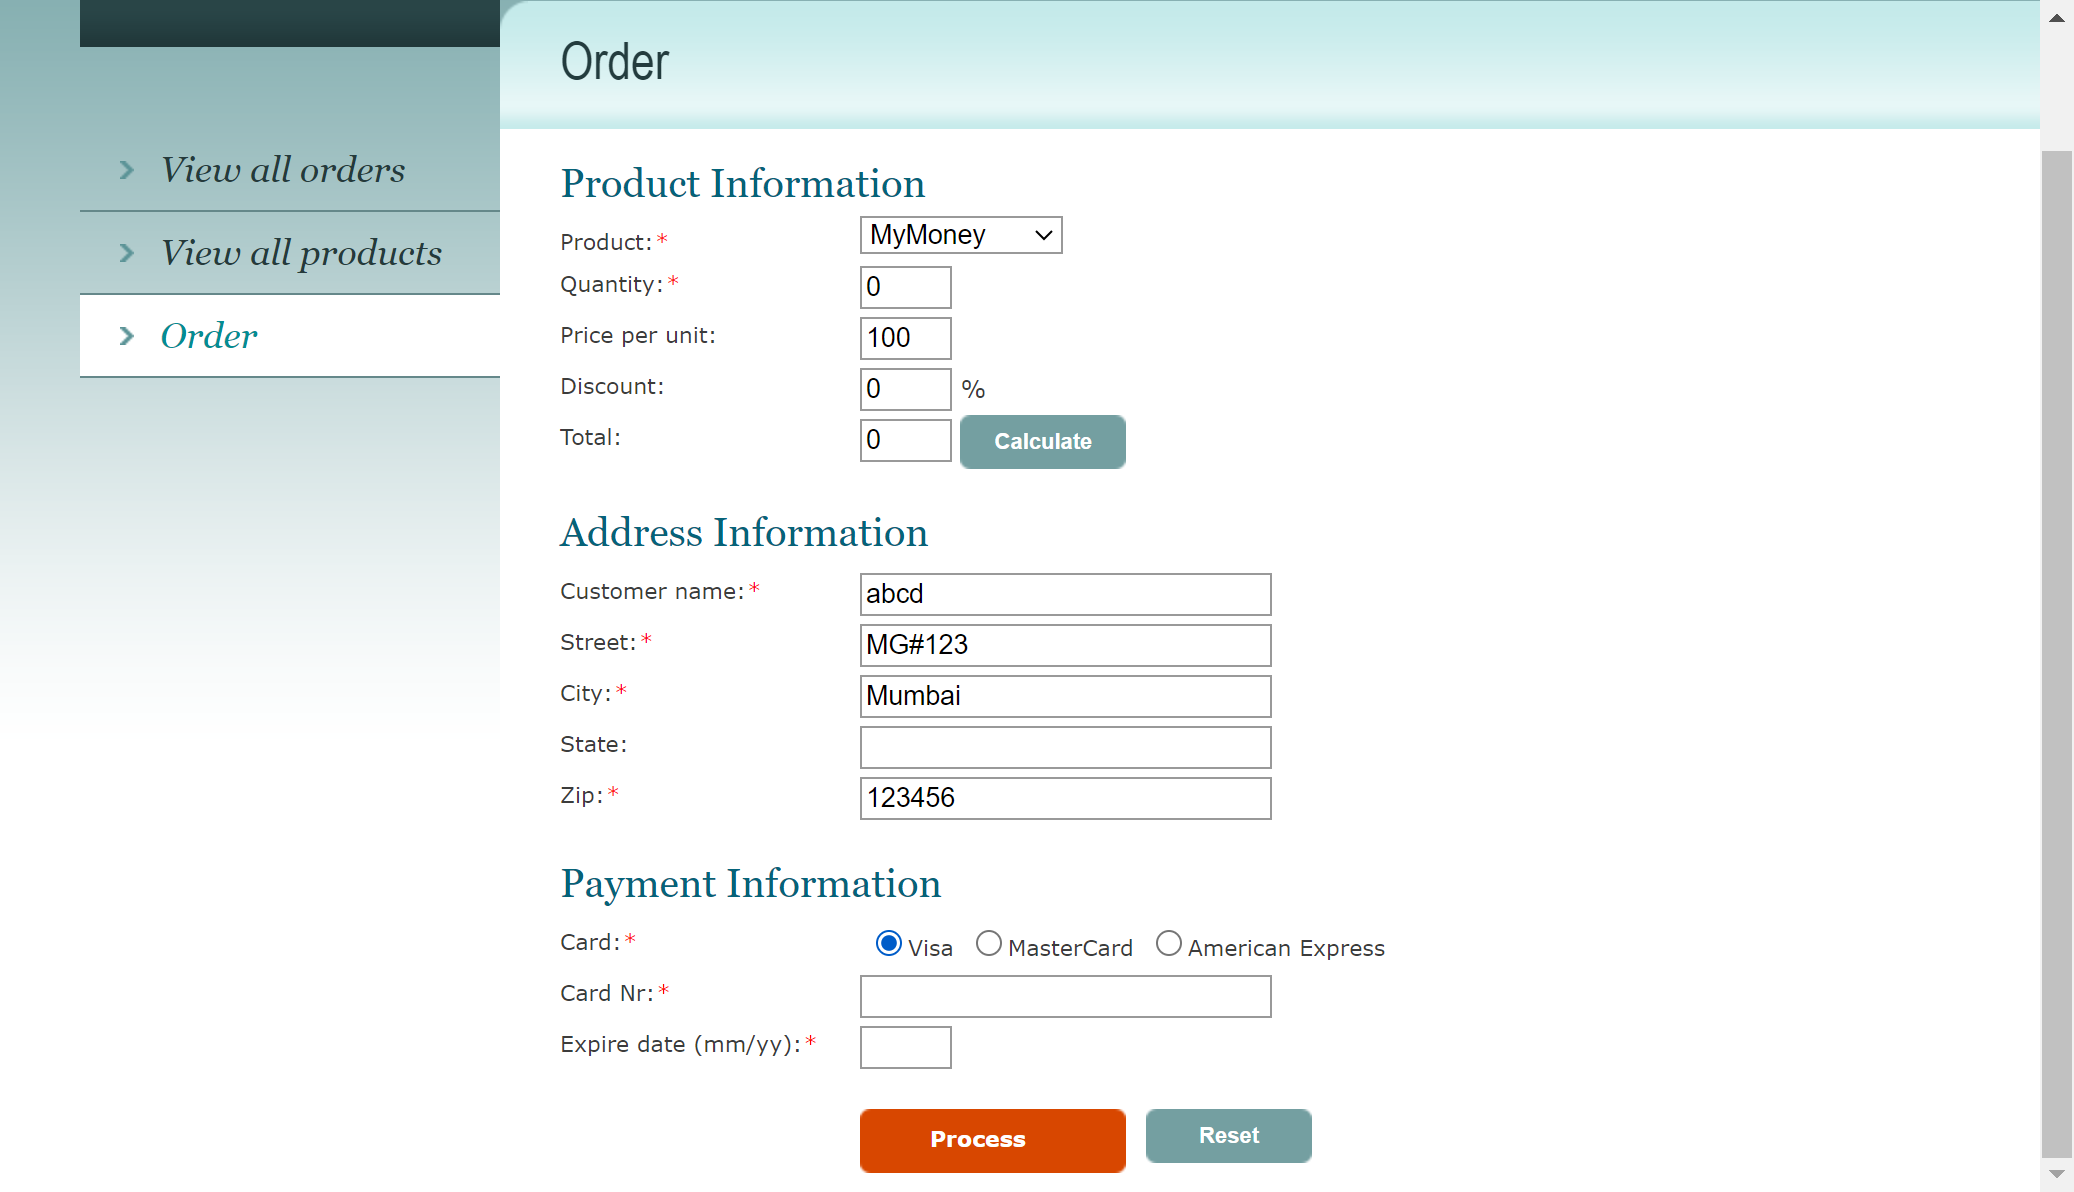 Order
View all orders
View all products
Order
Product Information
Product:* MyMoney
Quantity:* 0
Price per unit: 100
Discount: 0 %
Total: 0 Calculate
Address Information
Customer name:* abcd
Street:* MG#123
City:* Mumbai
State:
Zip:* 123456
Payment Information
Card:* Visa MasterCard American Express
Card Nr:*
Expire date (mm/yy):*
Process Reset